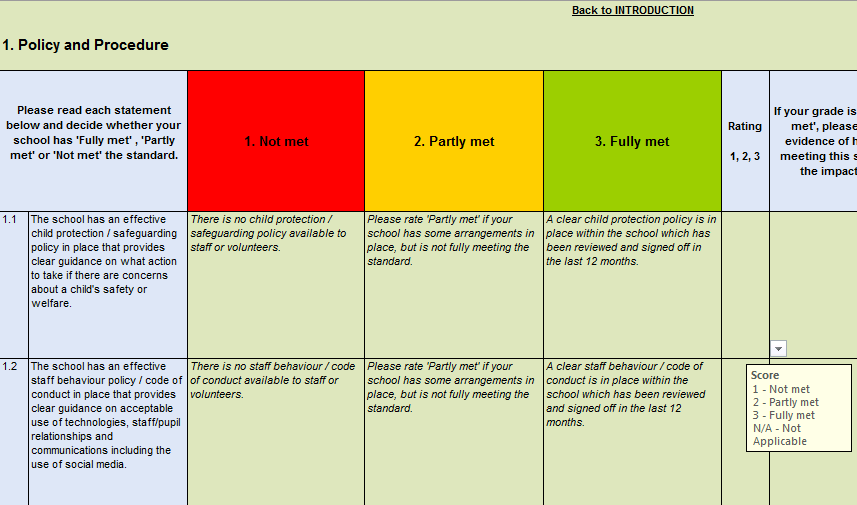 Back to INTRODUCTION
1. Policy and Procedure
Please read each statement
below and decide whether your
school has 'Fully met' , 'Partly
met' or 'Not met' the standard.
1. Not met
2. Partly met
3. Fully met
Rating
1, 2, 3
If your grade is
met', please
evidence of
meeting this
the impact
1.1
The school has an effective
child protection / safeguarding
policy in place that provides
clear guidance on what action
to take if there are concerns
about a child's safety or
welfare.
There is no child protection /
safeguarding policy available to
staff or volunteers.
Please rate 'Partly met' if your
school has some arrangements in
place, but is not fully meeting the
standard.
A clear child protection policy is in
place within the school which has
been reviewed and signed off in
the last 12 months.
1.2
The school has an effective
staff behaviour policy / code of
conduct in place that provides
clear guidance on acceptable
use of technologies, staff/pupil
relationships and
communications including the
use of social media.
There is no staff behaviour / code
of conduct available to staff or
volunteers.
Please rate 'Partly met' if your
school has some arrangements in
place, but is not fully meeting the
standard.
A clear staff behaviour / code of
conduct is in place within the
school which has been reviewed
and signed off in the last 12
months.
Score
1 - Not met
2 - Partly met
3 - Fully met
N/A - Not
Applicable